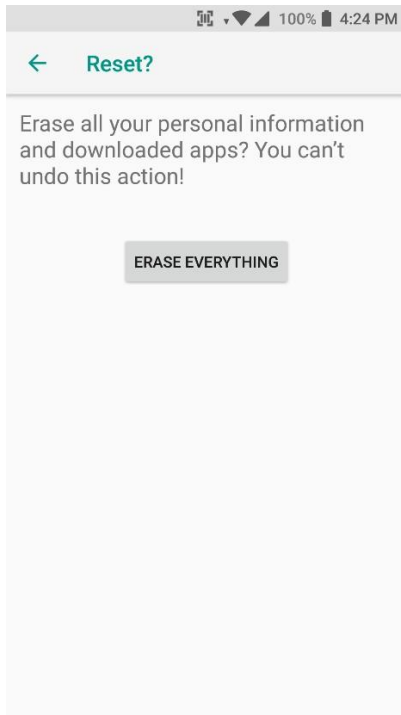 100% 4:24 PM
Reset?
Erase all your personal information
and downloaded apps? You can’t
undo this action!
ERASE EVERYTHING